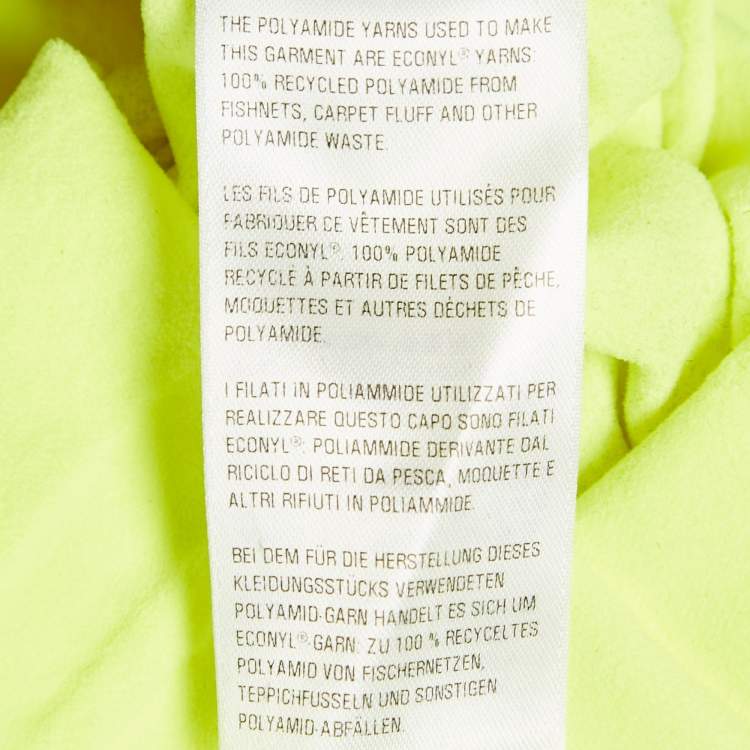 THE POLYAMIDE YARNS USED TO MAKE
THIS GARMENT ARE ECONYL® YARNS:
100% RECYCLED POLYAMIDE FROM
FISHNETS, CARPET FLUFF AND OTHER
POLYAMIDE WASTE.
LES FILS DE POLYAMIDE UTILISÉS POUR
FABRIQUER CE VÊTEMENT SONT DES
FILS ECONYL®: 100% POLYAMIDE
RECYCLÉ À PARTIR DE FILETS DE PÊCHE,
MOQUETTES ET AUTRES DÉCHETS DE
POLYAMIDE.
I FILATI IN POLIAMMIDE UTILIZZATI PER
REALIZZARE QUESTO CAPO SONO FILATI
ECONYL®: POLIAMMIDE DERIVANTE DAL
RICICLO DI RETI DA PESCA, MOQUETTE E
ALTRI RIFIUTI IN POLIAMMIDE.
BEI DEM FÜR DIE HERSTELLUNG DIESES
KLEIDUNGSSTÜCKS VERWENDETEN
POLYAMID-GARN HANDELT ES SICH UM
ECONYL®-GARN: ZU 100 % RECYCELTES
POLYAMID VON FISCHERNETZEN,
TEPPICHFUSSELN UND SONSTIGEN
POLYAMID-ABFÄLLEN.